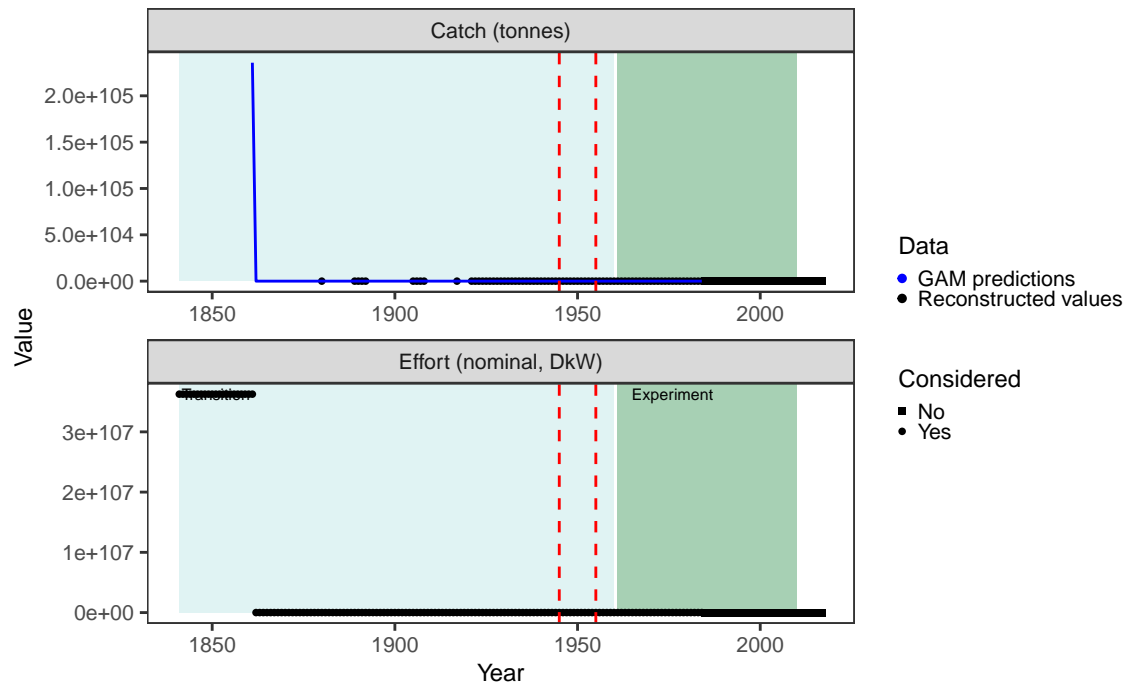 Catch (tonnes)
2.0e+105
1.5e+105
1.0e+105
5.0e+104
0.0e+00
1850 1900 1950 2000
Value
Effort (nominal, DkW)
Transition
Experiment
3e+107
2e+107
1e+107
0e+00
1850 1900 1950 2000
Year
Data
GAM predictions
Reconstructed values
Considered
No
Yes